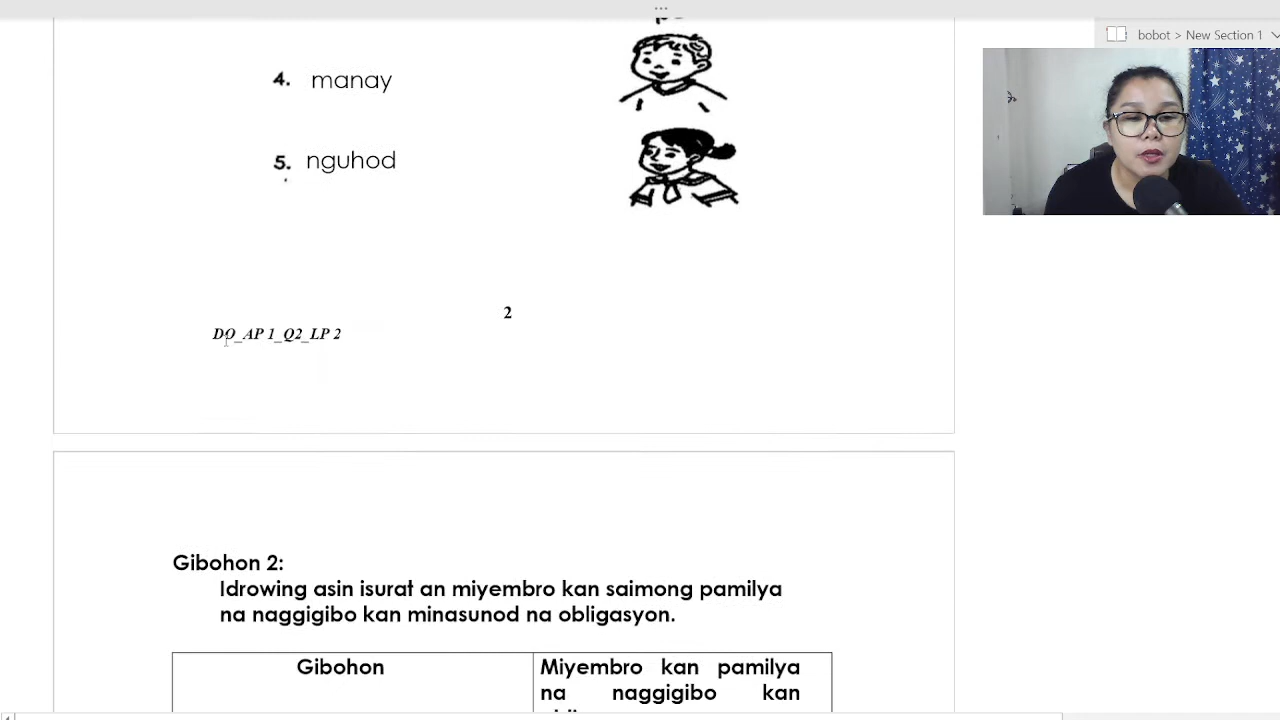 bobot > New Section 1
4. manay
5. nguhod
2
DO_AP 1_Q2_LP 2
Gibohon 2:
Idrowing asin isurat an miyembro kan saimong pamilya
na naggigibo kan minasunod na obligasyon.
Gibohon
Miyembro kan pamilya
na naggigibo kan